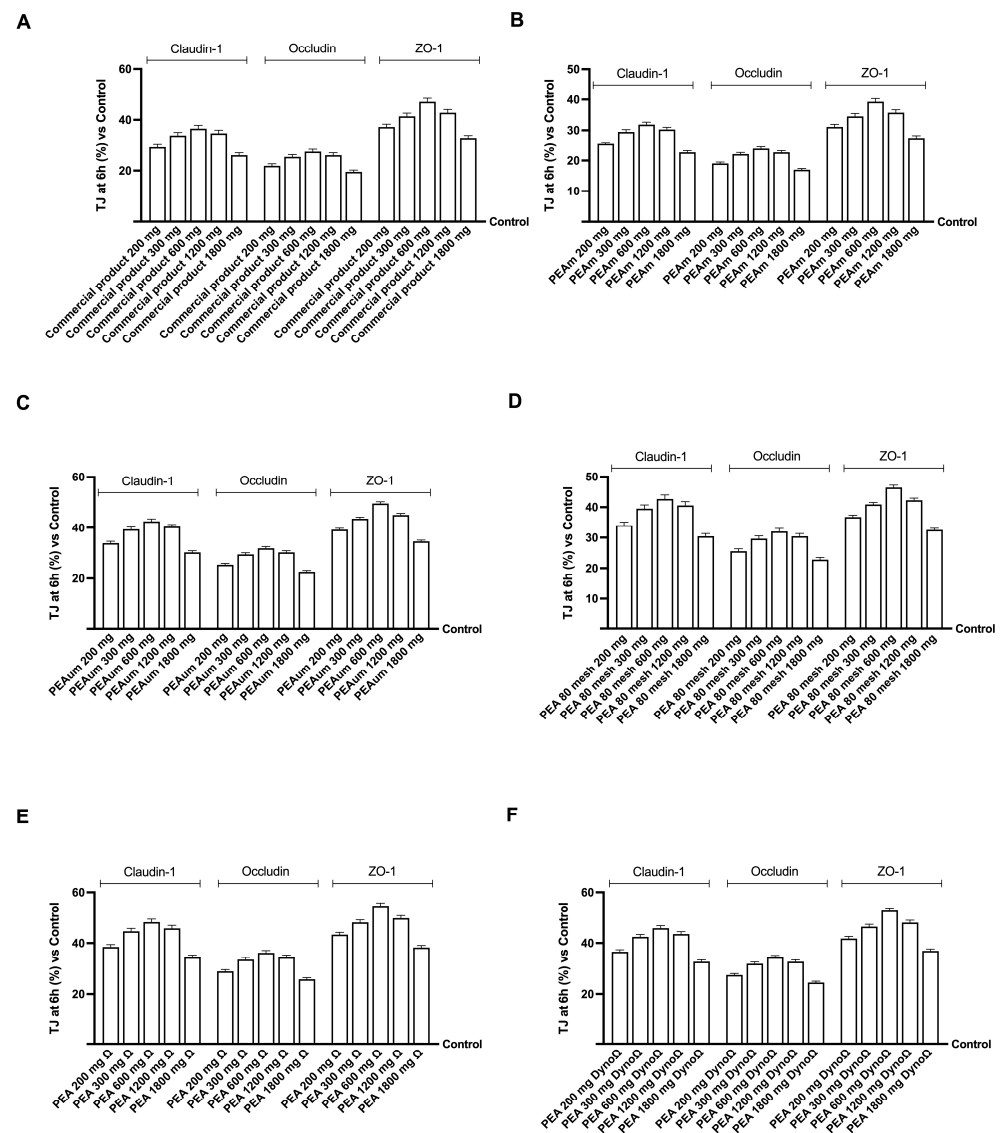 A
Claudin-1
Occludin
ZO-1
TJ at 6h (%) vs Control
60
40
20
Control
Commercial product 200 mg
Commercial product 300 mg
Commercial product 600 mg
Commercial product 1200 mg
Commercial product 1800 mg
Commercial product 200 mg
Commercial product 300 mg
Commercial product 600 mg
Commercial product 1200 mg
Commercial product 1800 mg
Commercial product 200 mg
Commercial product 300 mg
Commercial product 600 mg
Commercial product 1200 mg
Commercial product 1800 mg
B
Claudin-1
Occludin
ZO-1
TJ at 6h (%) vs Control
50
40
30
20
10
Control
PEAm 200 mg
PEAm 300 mg
PEAm 600 mg
PEAm 1200 mg
PEAm 1800 mg
PEAm 200 mg
PEAm 300 mg
PEAm 600 mg
PEAm 1200 mg
PEAm 1800 mg
PEAm 200 mg
PEAm 300 mg
PEAm 600 mg
PEAm 1200 mg
PEAm 1800 mg
C
Claudin-1
Occludin
ZO-1
TJ at 6h (%) vs Control
60
40
20
Control
PEAum 200 mg
PEAum 300 mg
PEAum 600 mg
PEAum 1200 mg
PEAum 1800 mg
PEAum 200 mg
PEAum 300 mg
PEAum 600 mg
PEAum 1200 mg
PEAum 1800 mg
PEAum 200 mg
PEAum 300 mg
PEAum 600 mg
PEAum 1200 mg
PEAum 1800 mg
D
Claudin-1
Occludin
ZO-1
TJ at 6h (%) vs Control
50
40
30
20
10
Control
PEA 80 mesh 200 mg
PEA 80 mesh 300 mg
PEA 80 mesh 600 mg
PEA 80 mesh 1200 mg
PEA 80 mesh 1800 mg
PEA 80 mesh 200 mg
PEA 80 mesh 300 mg
PEA 80 mesh 600 mg
PEA 80 mesh 1200 mg
PEA 80 mesh 1800 mg
PEA 80 mesh 200 mg
PEA 80 mesh 300 mg
PEA 80 mesh 600 mg
PEA 80 mesh 1200 mg
PEA 80 mesh 1800 mg
E
Claudin-1
Occludin
ZO-1
TJ at 6h (%) vs Control
60
40
20
Control
PEA 200 mg Ω
PEA 300 mg Ω
PEA 600 mg Ω
PEA 1200 mg Ω
PEA 1800 mg Ω
PEA 200 mg Ω
PEA 300 mg Ω
PEA 600 mg Ω
PEA 1200 mg Ω
PEA 1800 mg Ω
PEA 200 mg Ω
PEA 300 mg Ω
PEA 600 mg Ω
PEA 1200 mg Ω
PEA 1800 mg Ω
F
Claudin-1
Occludin
ZO-1
TJ at 6h (%) vs Control
60
40
20
Control
PEA 200 mg DynoΩ
PEA 300 mg DynoΩ
PEA 600 mg DynoΩ
PEA 1200 mg DynoΩ
PEA 1800 mg DynoΩ
PEA 200 mg DynoΩ
PEA 300 mg DynoΩ
PEA 600 mg DynoΩ
PEA 1200 mg DynoΩ
PEA 1800 mg DynoΩ
PEA 200 mg DynoΩ
PEA 300 mg DynoΩ
PEA 600 mg DynoΩ
PEA 1200 mg DynoΩ
PEA 1800 mg DynoΩ